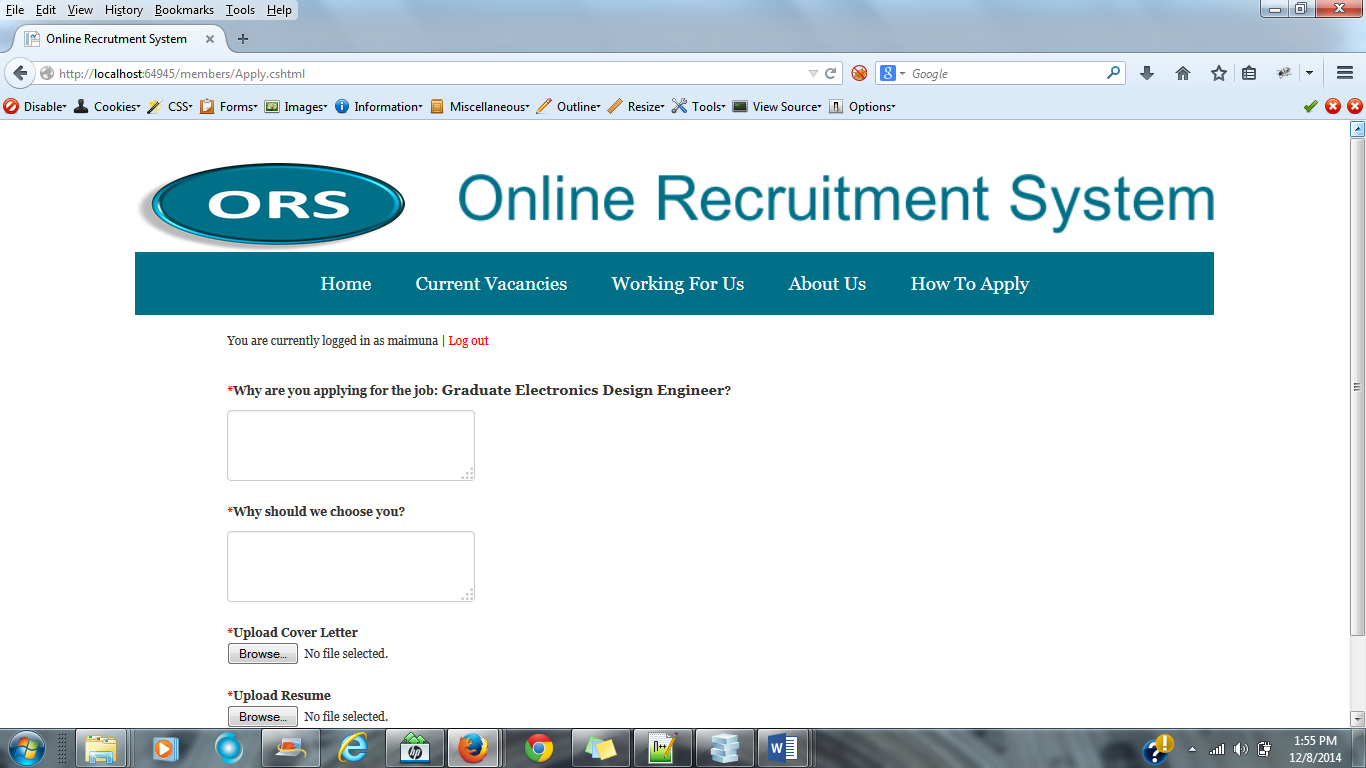 File Edit View History Bookmarks Tools Help
Online Recrutment System
http://localhost:64945/members/Apply.cshtml
Google
Disable Cookies CSS Forms Images Information Miscellaneous Outline Resize Tools View Source Options
ORS
Online Recruitment System
Home Current Vacancies Working For Us About Us How To Apply
You are currently logged in as maimuna | Log out
*Why are you applying for the job: Graduate Electronics Design Engineer?
*Why should we choose you?
*Upload Cover Letter
Browse... No file selected.
*Upload Resume
Browse... No file selected.
1:55 PM
12/8/2014